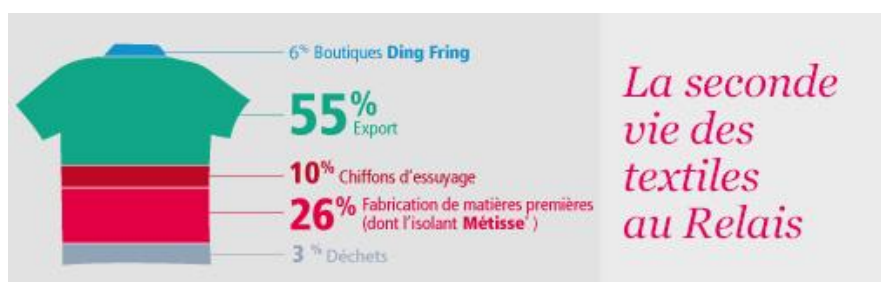 6% Boutiques Ding Fring
55%
Export
10% Chiffons d'essuyage
26% Fabrication de matières premières
(dont l'isolant Métisse® )
3 % Déchets
La seconde
vie des
textiles
au Relais